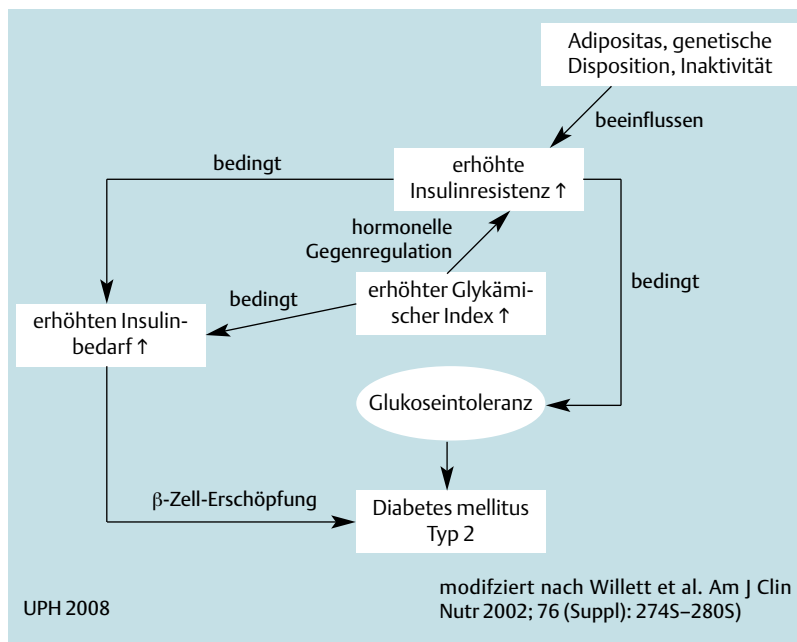 Adipositas, genetische
Disposition, Inaktivität
beeinflussen
bedingt
erhöhte
Insulinresistenz ↑
hormonelle
Gegenregulation
bedingt
bedingt
erhöhter Glykämi-
scher Index ↑
erhöhten Insulin-
bedarf ↑
Glukoseintoleranz
β-Zell-Erschöpfung
Diabetes mellitus
Typ 2
UPH 2008
modifziert nach Willett et al. Am J Clin
Nutr 2002; 76 (Suppl): 274S–280S)